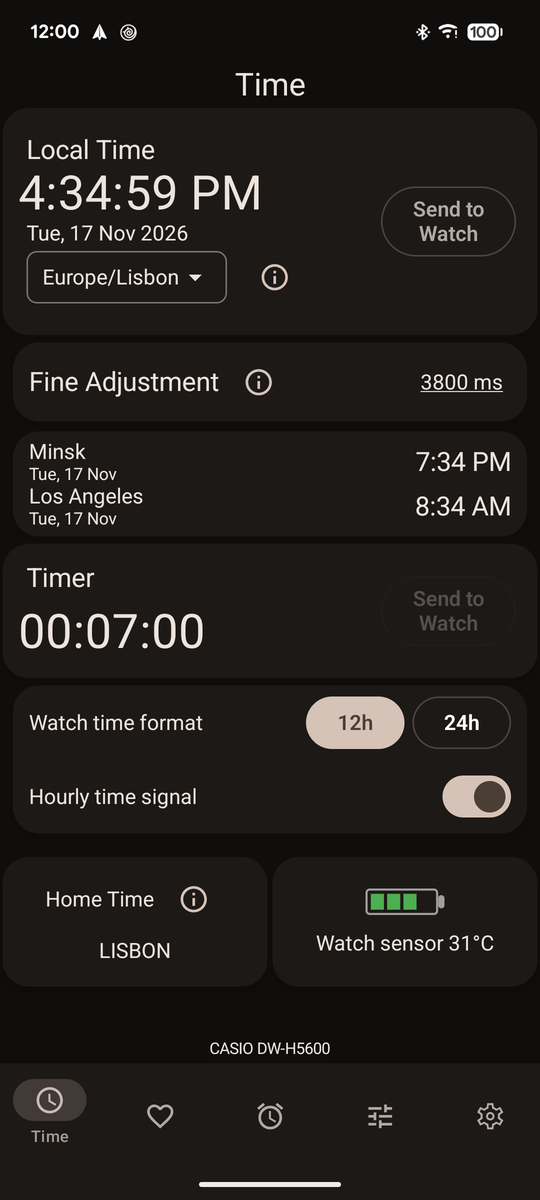 12:00
100
Time
Local Time
4:34:59 PM
Tue, 17 Nov 2026
Send to
Watch
Europe/Lisbon
Fine Adjustment
3800 ms
Minsk
Tue, 17 Nov
7:34 PM
Los Angeles
Tue, 17 Nov
8:34 AM
Timer
00:07:00
Send to
Watch
Watch time format
12h
24h
Hourly time signal
Home Time
LISBON
Watch sensor 31°C
CASIO DW-H5600
Time